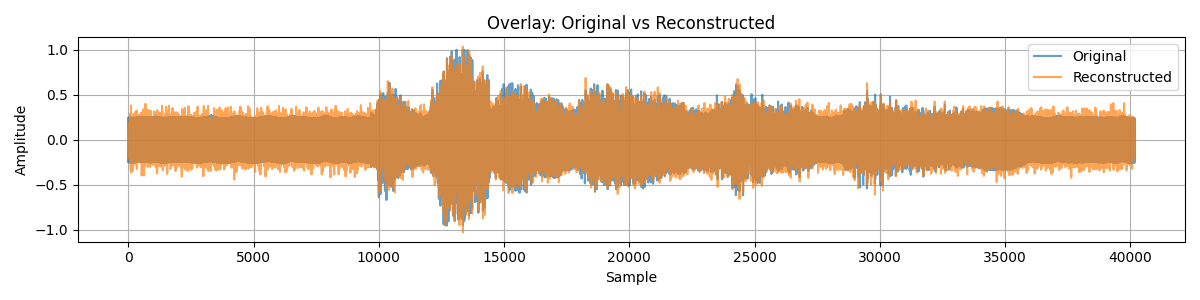 Overlay: Original vs Reconstructed
Original
Reconstructed
Amplitude
1.0
0.5
0.0
−0.5
−1.0
0 5000 10000 15000 20000 25000 30000 35000 40000
Sample